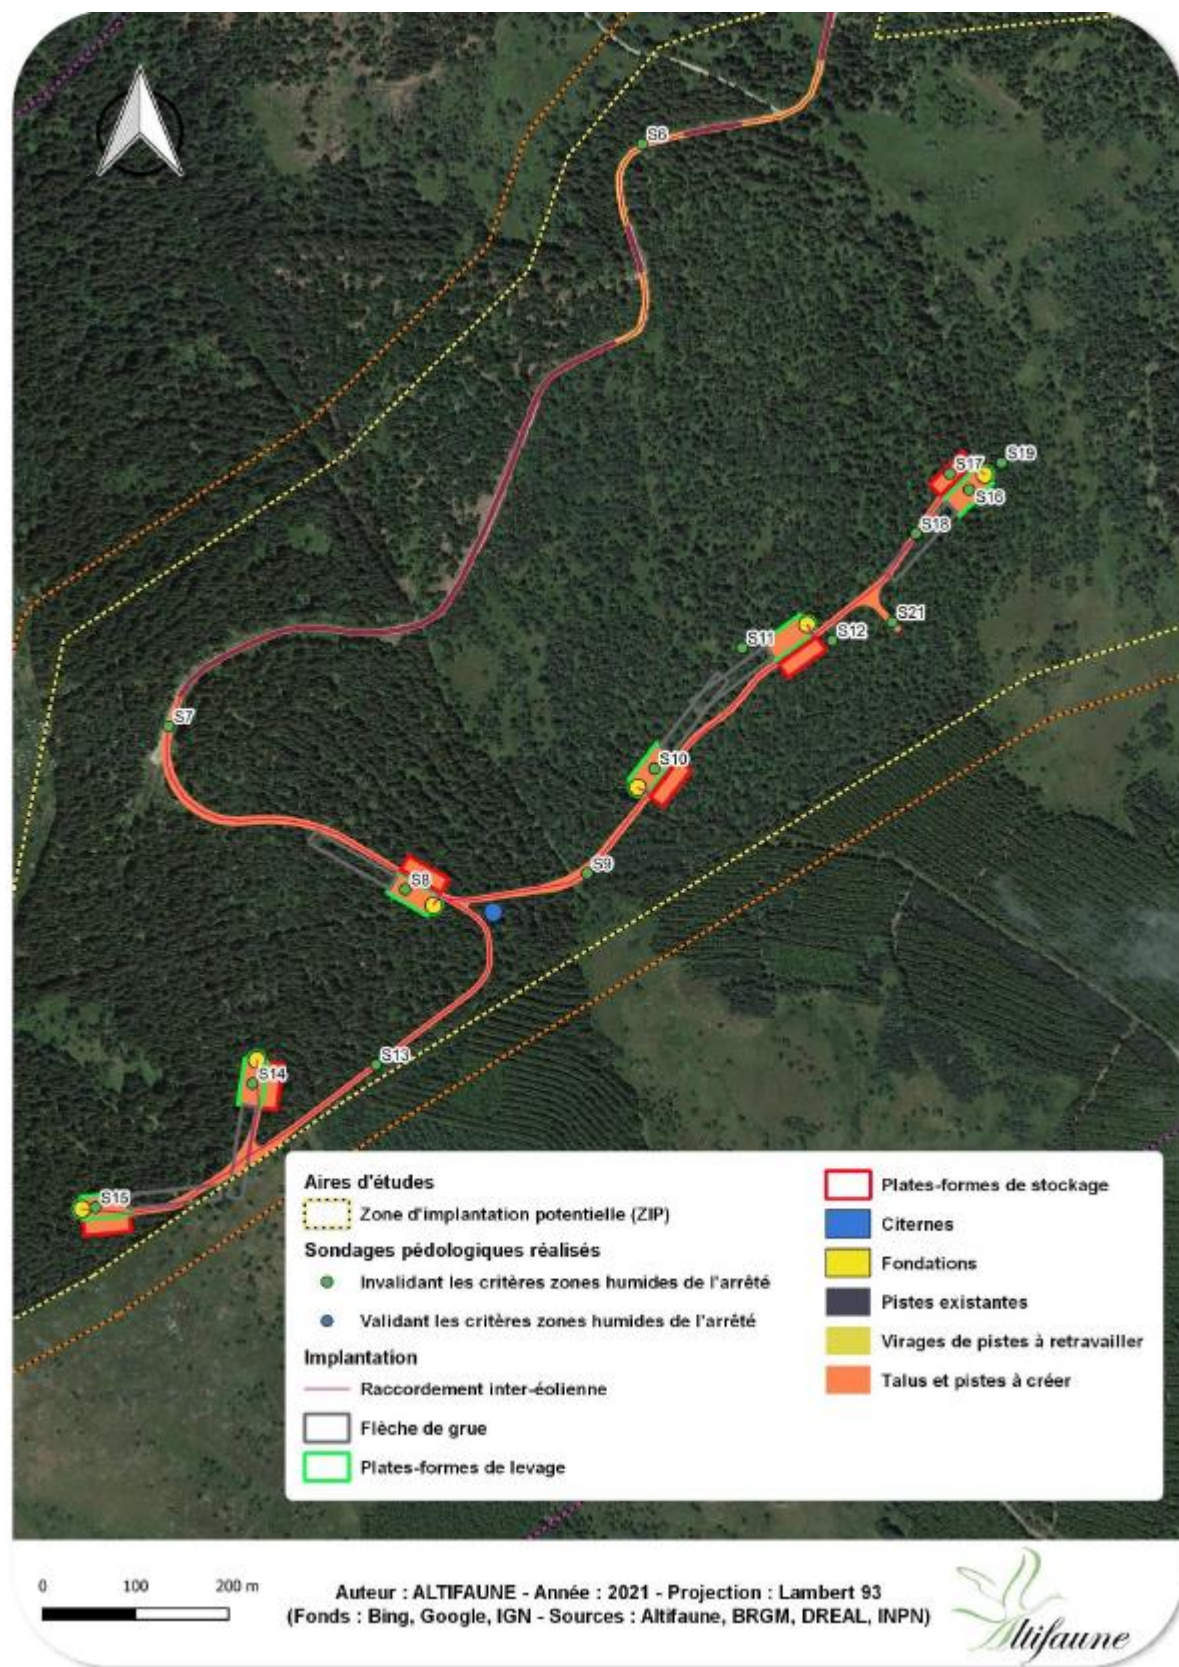 S6
S19
S17
S16
S18
S21
S11
S12
S7
S10
S9
S8
S13
S14
S15
Aires d'études
Zone d'implantation potentielle (ZIP)
Sondages pédologiques réalisés
Invalidant les critères zones humides de l'arrêté
Validant les critères zones humides de l'arrêté
Implantation
Raccordement inter-éolienne
Flèche de grue
Plates-formes de levage
Plates-formes de stockage
Citernes
Fondations
Pistes existantes
Virages de pistes à retravailler
Talus et pistes à créer
0 100 200 m
Auteur : ALTIFAUNE - Année : 2021 - Projection : Lambert 93
(Fonds : Bing, Google, IGN - Sources : Altifaune, BRGM, DREAL, INPN)
Altifaune